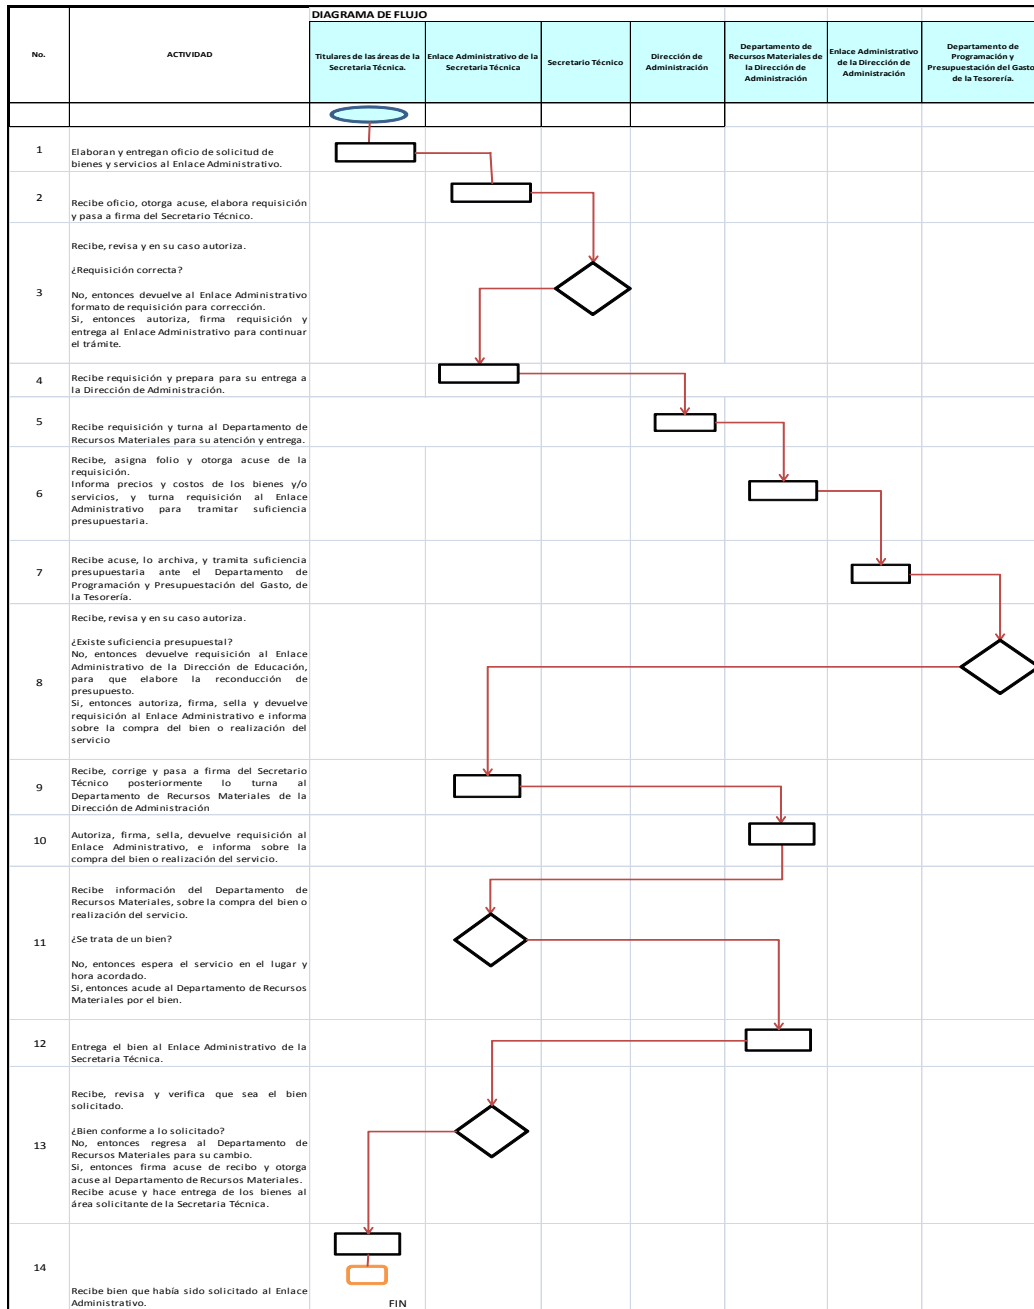 DIAGRAMA DE FLUJO
No.
ACTIVIDAD
Titulares de las áreas de la
Secretaria Técnica.
Enlace Administrativo de la
Secretaria Técnica
Secretario Técnico
Dirección de
Administración
Departamento de
Recursos Materiales de
la Dirección de
Administración
Enlace Administrativo
de la Dirección de
Administración
Departamento de
Programación y
Presupuestación del Gasto
de la Tesorería.
1
Elaboran y entregan oficio de solicitud de
bienes y servicios al Enlace Administrativo.
2
Recibe oficio, otorga acuse, elabora requisición
y pasa a firma del Secretario Técnico.
3
Recibe, revisa y en su caso autoriza.
¿Requisición correcta?
No, entonces devuelve al Enlace Administrativo
formato de requisición para corrección.
Si, entonces autoriza, firma requisición y
entrega al Enlace Administrativo para continuar
el trámite.
4
Recibe requisición y prepara para su entrega a
la Dirección de Administración.
5
Recibe requisición y turna al Departamento de
Recursos Materiales para su atención y entrega.
6
Recibe, asigna folio y otorga acuse de la
requisición.
Informa precios y costos de los bienes y/o
servicios, y turna requisición al Enlace
Administrativo para tramitar suficiencia
presupuestaria.
7
Recibe acuse, lo archiva, y tramita suficiencia
presupuestaria ante el Departamento de
Programación y Presupuestación del Gasto, de
la Tesorería.
8
Recibe, revisa y en su caso autoriza.
¿Existe suficiencia presupuestal?
No, entonces devuelve requisición al Enlace
Administrativo de la Dirección de Educación,
para que elabore la reconducción de
presupuesto.
Si, entonces autoriza, firma, sella y devuelve
requisición al Enlace Administrativo e informa
sobre la compra del bien o realización del
servicio
9
Recibe, corrige y pasa a firma del Secretario
Técnico posteriormente lo turna al
Departamento de Recursos Materiales de la
Dirección de Administración
10
Autoriza, firma, sella, devuelve requisición al
Enlace Administrativo, e informa sobre la
compra del bien o realización del servicio.
11
Recibe información del Departamento de
Recursos Materiales, sobre la compra del bien o
realización del servicio.
¿Se trata de un bien?
No, entonces espera el servicio en el lugar y
hora acordado.
Si, entonces acude al Departamento de Recursos
Materiales por el bien.
12
Entrega el bien al Enlace Administrativo de la
Secretaria Técnica.
13
Recibe, revisa y verifica que sea el bien
solicitado.
¿Bien conforme a lo solicitado?
No, entonces regresa al Departamento de
Recursos Materiales para su cambio.
Si, entonces firma acuse de recibo y otorga
acuse al Departamento de Recursos Materiales.
Recibe acuse y hace entrega de los bienes al
área solicitante de la Secretaria Técnica.
14
Recibe bien que había sido solicitado al Enlace
Administrativo.
FIN